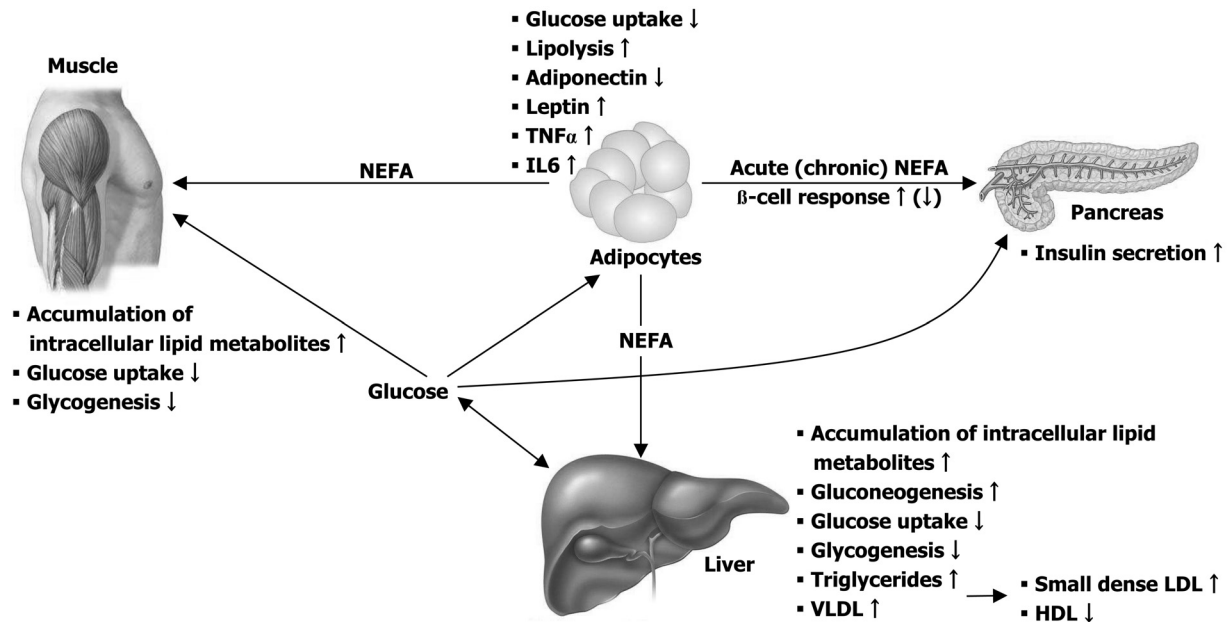 ▪ Glucose uptake ↓
▪ Lipolysis ↑
▪ Adiponectin ↓
▪ Leptin ↑
▪ TNFα ↑
▪ IL6 ↑
Muscle
NEFA
Acute (chronic) NEFA
ß-cell response ↑ (↓)
Pancreas
▪ Insulin secretion ↑
Adipocytes
▪ Accumulation of
intracellular lipid metabolites ↑
▪ Glucose uptake ↓
▪ Glycogenesis ↓
NEFA
Glucose
Liver
▪ Accumulation of intracellular lipid
metabolites ↑
▪ Gluconeogenesis ↑
▪ Glucose uptake ↓
▪ Glycogenesis ↓
▪ Triglycerides ↑
▪ VLDL ↑
▪ Small dense LDL ↑
▪ HDL ↓